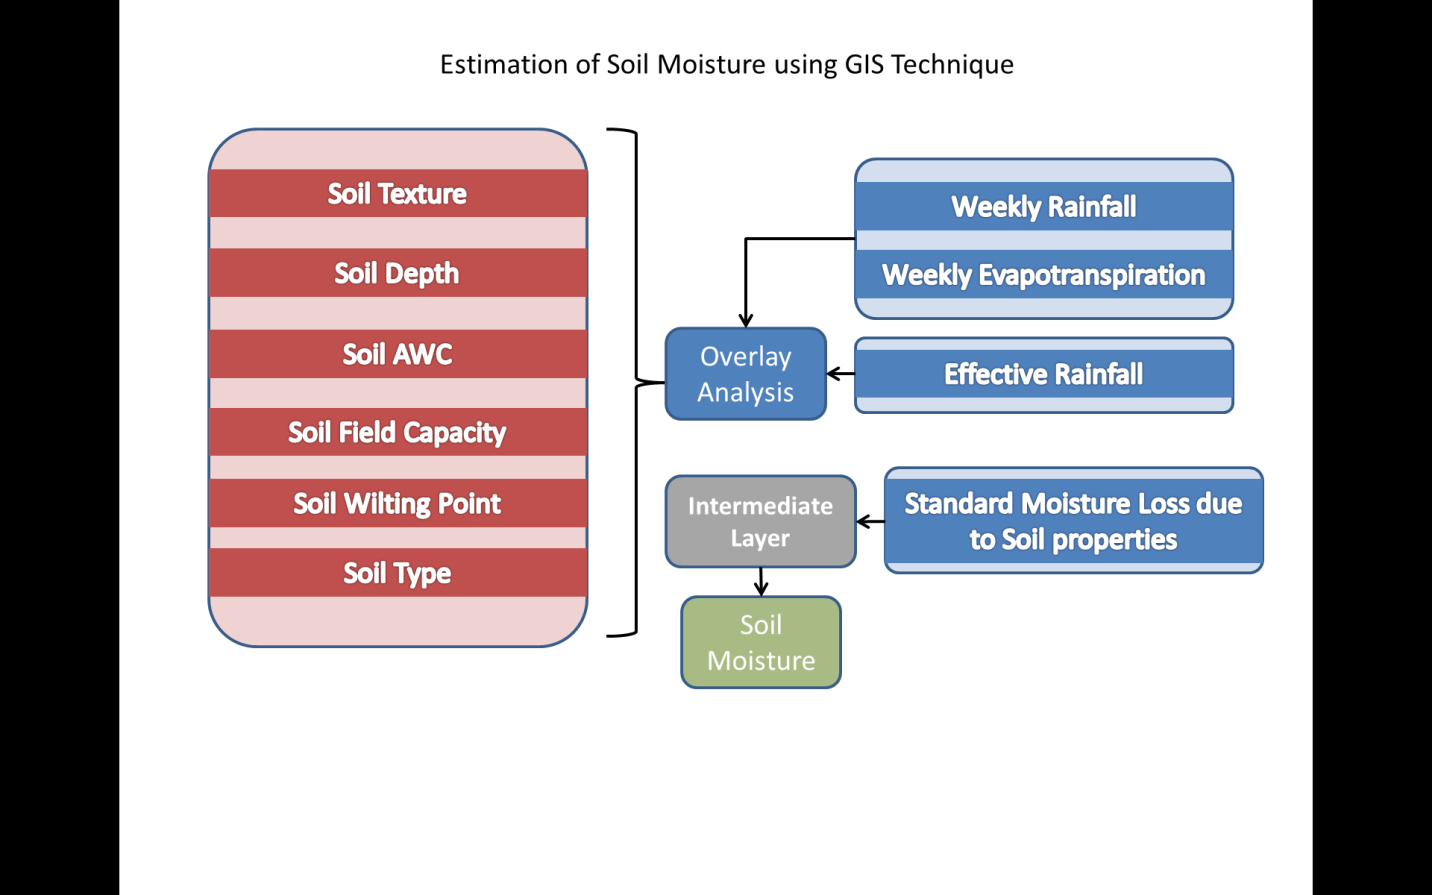 Estimation of Soil Moisture using GIS Technique
Soil Texture
Soil Depth
Soil AWC
Soil Field Capacity
Soil Wilting Point
Soil Type
Weekly Rainfall
Weekly Evapotranspiration
Overlay
Analysis
Effective Rainfall
Intermediate
Layer
Standard Moisture Loss due
to Soil properties
Soil
Moisture